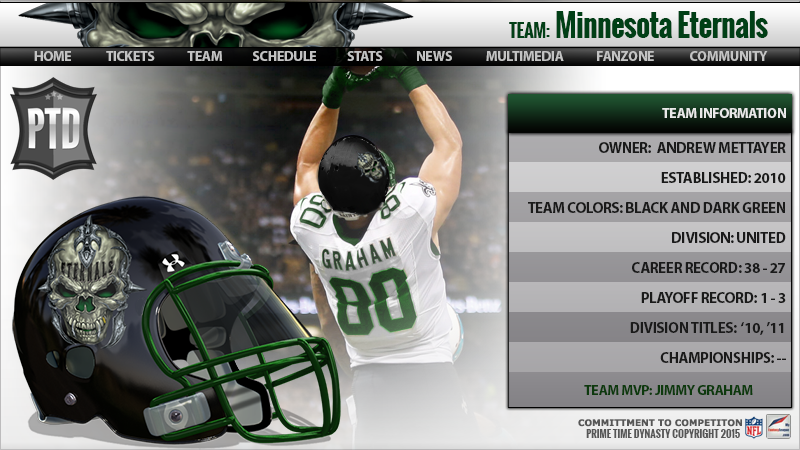 TEAM: Minnesota Eternals
HOME TICKETS TEAM SCHEDULE STATS NEWS MULTIMEDIA FANZONE COMMUNITY
PTD
TEAM INFORMATION
OWNER: ANDREW METTAYER
ESTABLISHED: 2010
TEAM COLORS: BLACK AND DARK GREEN
DIVISION: UNITED
CAREER RECORD: 38 - 27
PLAYOFF RECORD: 1 - 3
DIVISION TITLES: '10, '11
CHAMPIONSHIPS: --
TEAM MVP: JIMMY GRAHAM
80 80
GRAHAM
80
ETERNALS
COMMITTMENT TO COMPETITON
PRIME TIME DYNASTY COPYRIGHT 2015
NFL